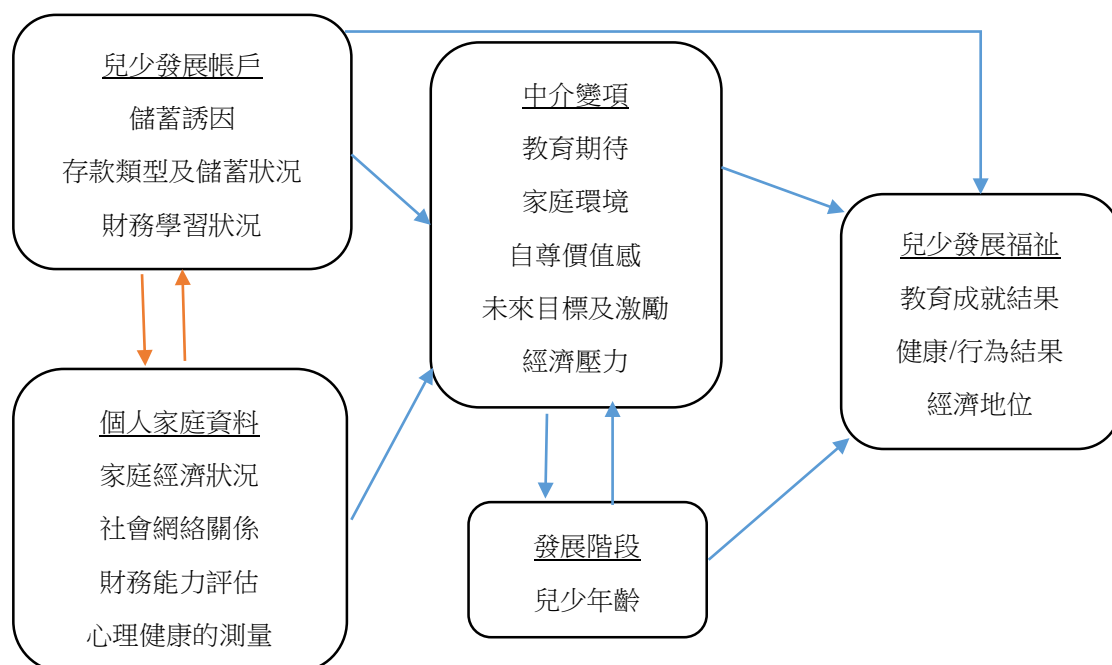 兒少發展帳戶
儲蓄誘因
存款類型及儲蓄狀況
財務學習狀況
個人家庭資料
家庭經濟狀況
社會網絡關係
財務能力評估
心理健康的測量
中介變項
教育期待
家庭環境
自尊價值感
未來目標及激勵
經濟壓力
發展階段
兒少年齡
兒少發展福祉
教育成就結果
健康/行為結果
經濟地位